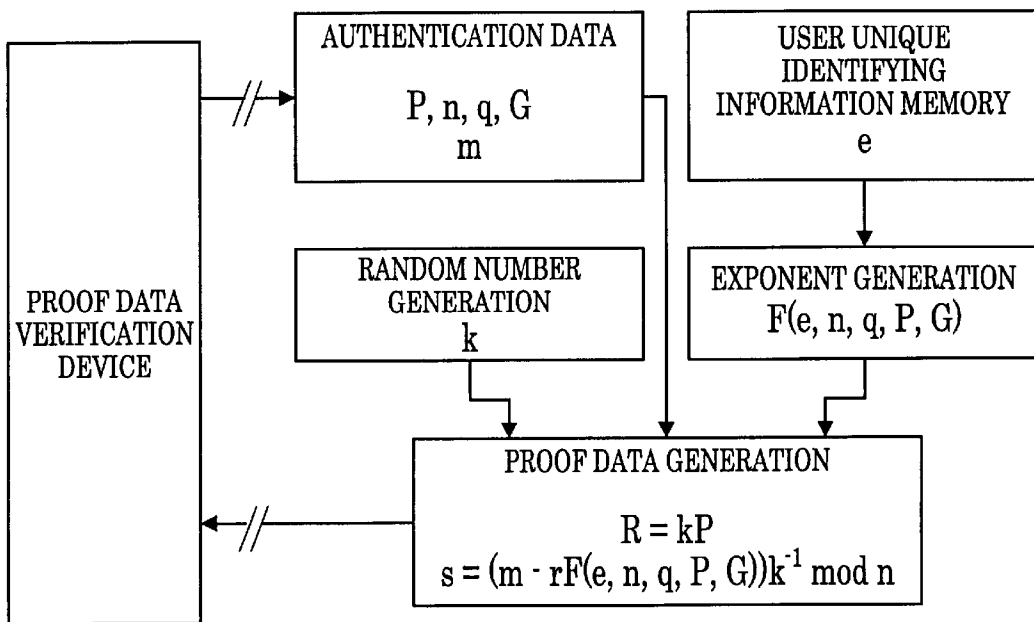 AUTHENTICATION DATA
P, n, q, G
m
USER UNIQUE
IDENTIFYING
INFORMATION MEMORY
e
RANDOM NUMBER
GENERATION
k
EXPONENT GENERATION
F(e, n, q, P, G)
PROOF DATA
VERIFICATION
DEVICE
PROOF DATA GENERATION
R = kP
s = (m - rF(e, n, q, P, G))k⁻¹ mod n